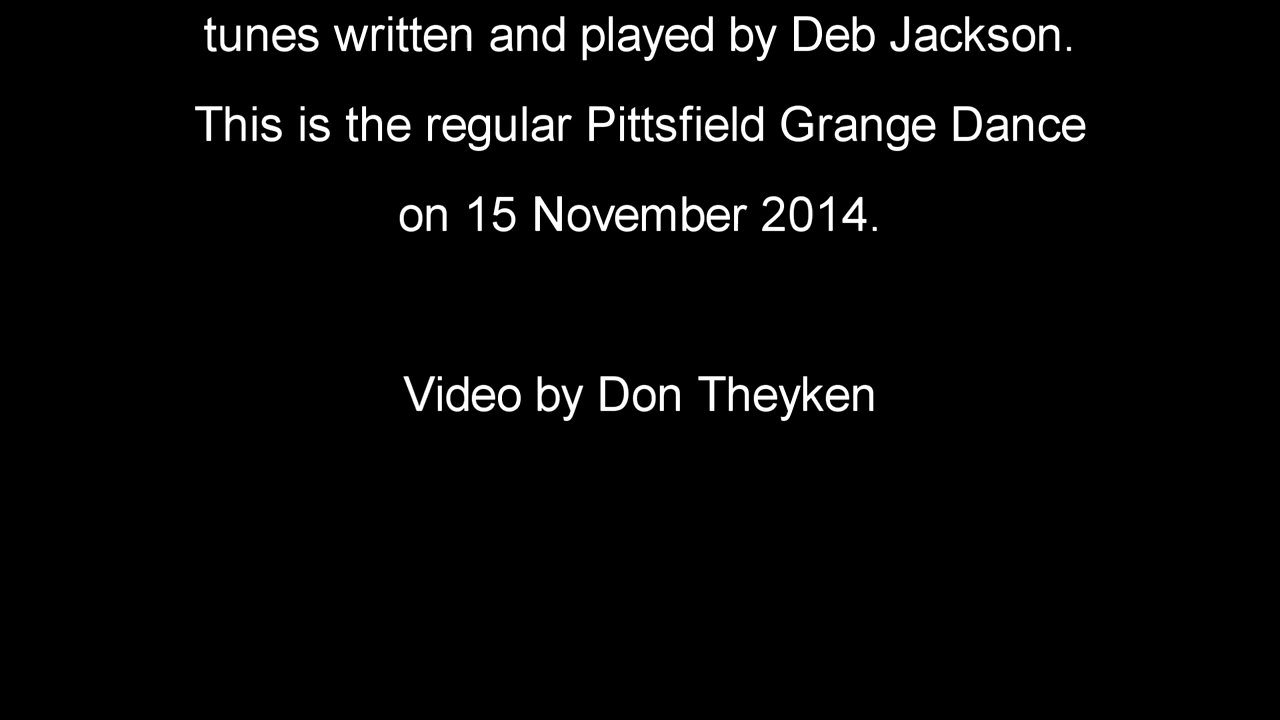 tunes written and played by Deb Jackson.
This is the regular Pittsfield Grange Dance
on 15 November 2014.
Video by Don Theyken